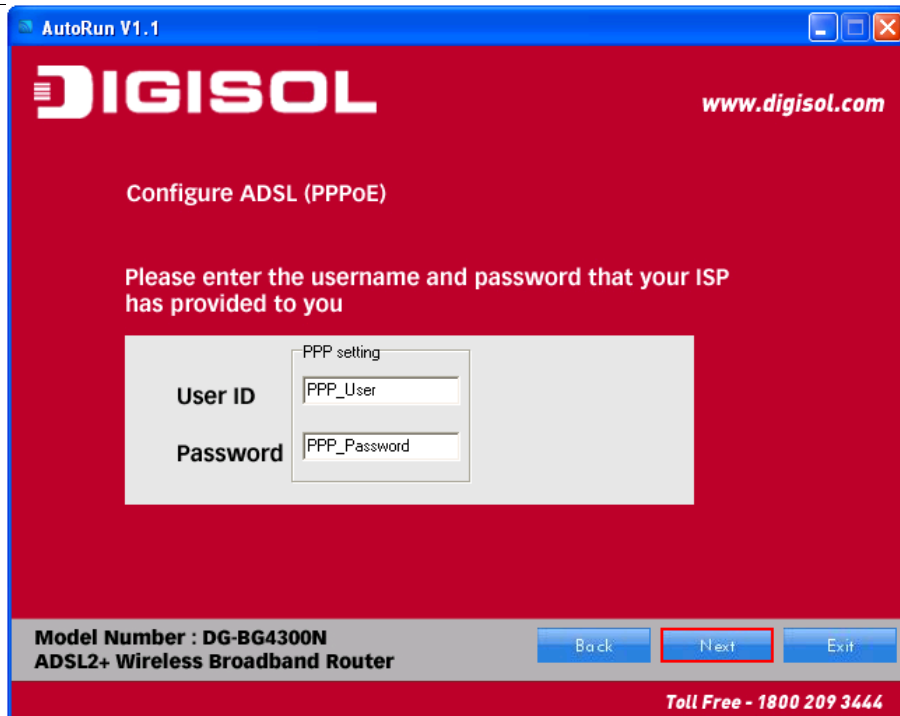 AutoRun V1.1
DIGISOL
www.digisol.com
Configure ADSL (PPPoE)
Please enter the username and password that your ISP
has provided to you
PPP setting
User ID PPP_User
Password PPP_Password
Model Number : DG-BG4300N
ADSL2+ Wireless Broadband Router
Back Next Exit
Toll Free - 1800 209 3444